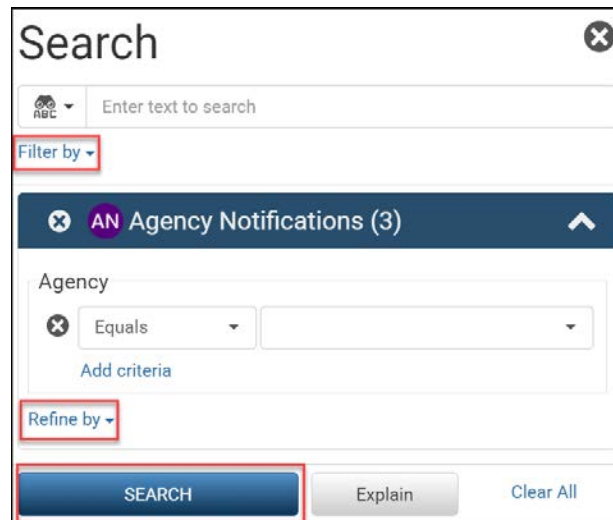 Search
ABC
Enter text to search
Filter by
AN Agency Notifications (3)
Agency
Equals
Add criteria
Refine by
SEARCH Explain Clear All